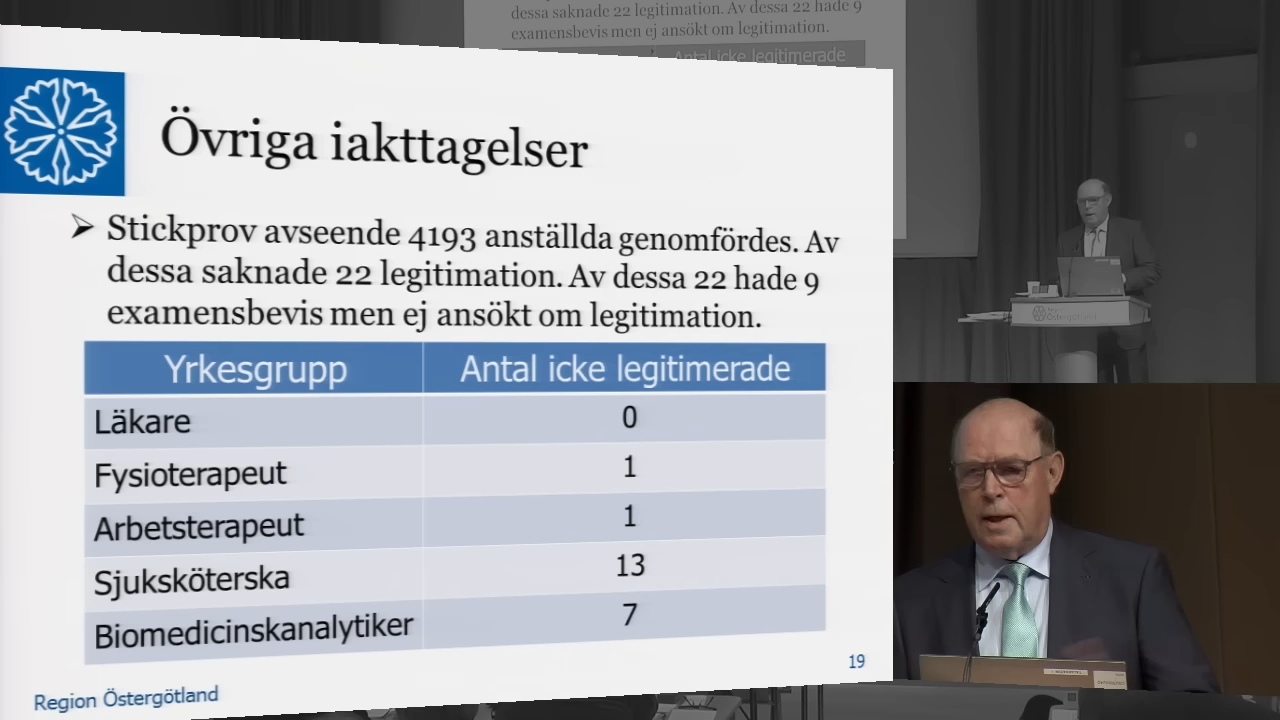 dessa saknade 22 legitimation. Av dessa 22 hade 9
examensbevis men ej ansökt om legitimation.
Antal icke legitimerade
Övriga iakttagelser
Stickprov avseende 4193 anställda genomfördes. Av
dessa saknade 22 legitimation. Av dessa 22 hade 9
examensbevis men ej ansökt om legitimation.
Yrkesgrupp Antal icke legitimerade
Läkare 0
Fysioterapeut 1
Arbetsterapeut 1
Sjuksköterska 13
Biomedicinskanalytiker 7
19
Region Östergötland
Östergötland